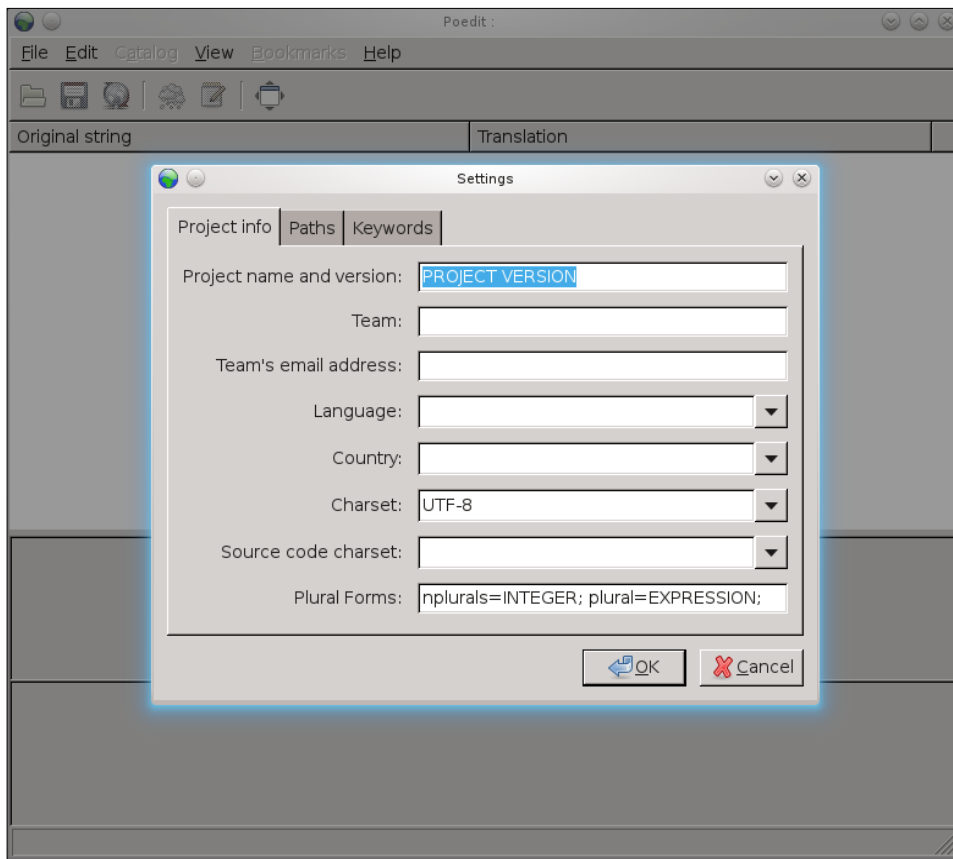 Poedit :
File Edit Catalog View Bookmarks Help
Original string Translation
Settings
Project info Paths Keywords
Project name and version: PROJECT VERSION
Team:
Team's email address:
Language:
Country:
Charset: UTF-8
Source code charset:
Plural Forms: nplurals=INTEGER; plural=EXPRESSION;
OK Cancel